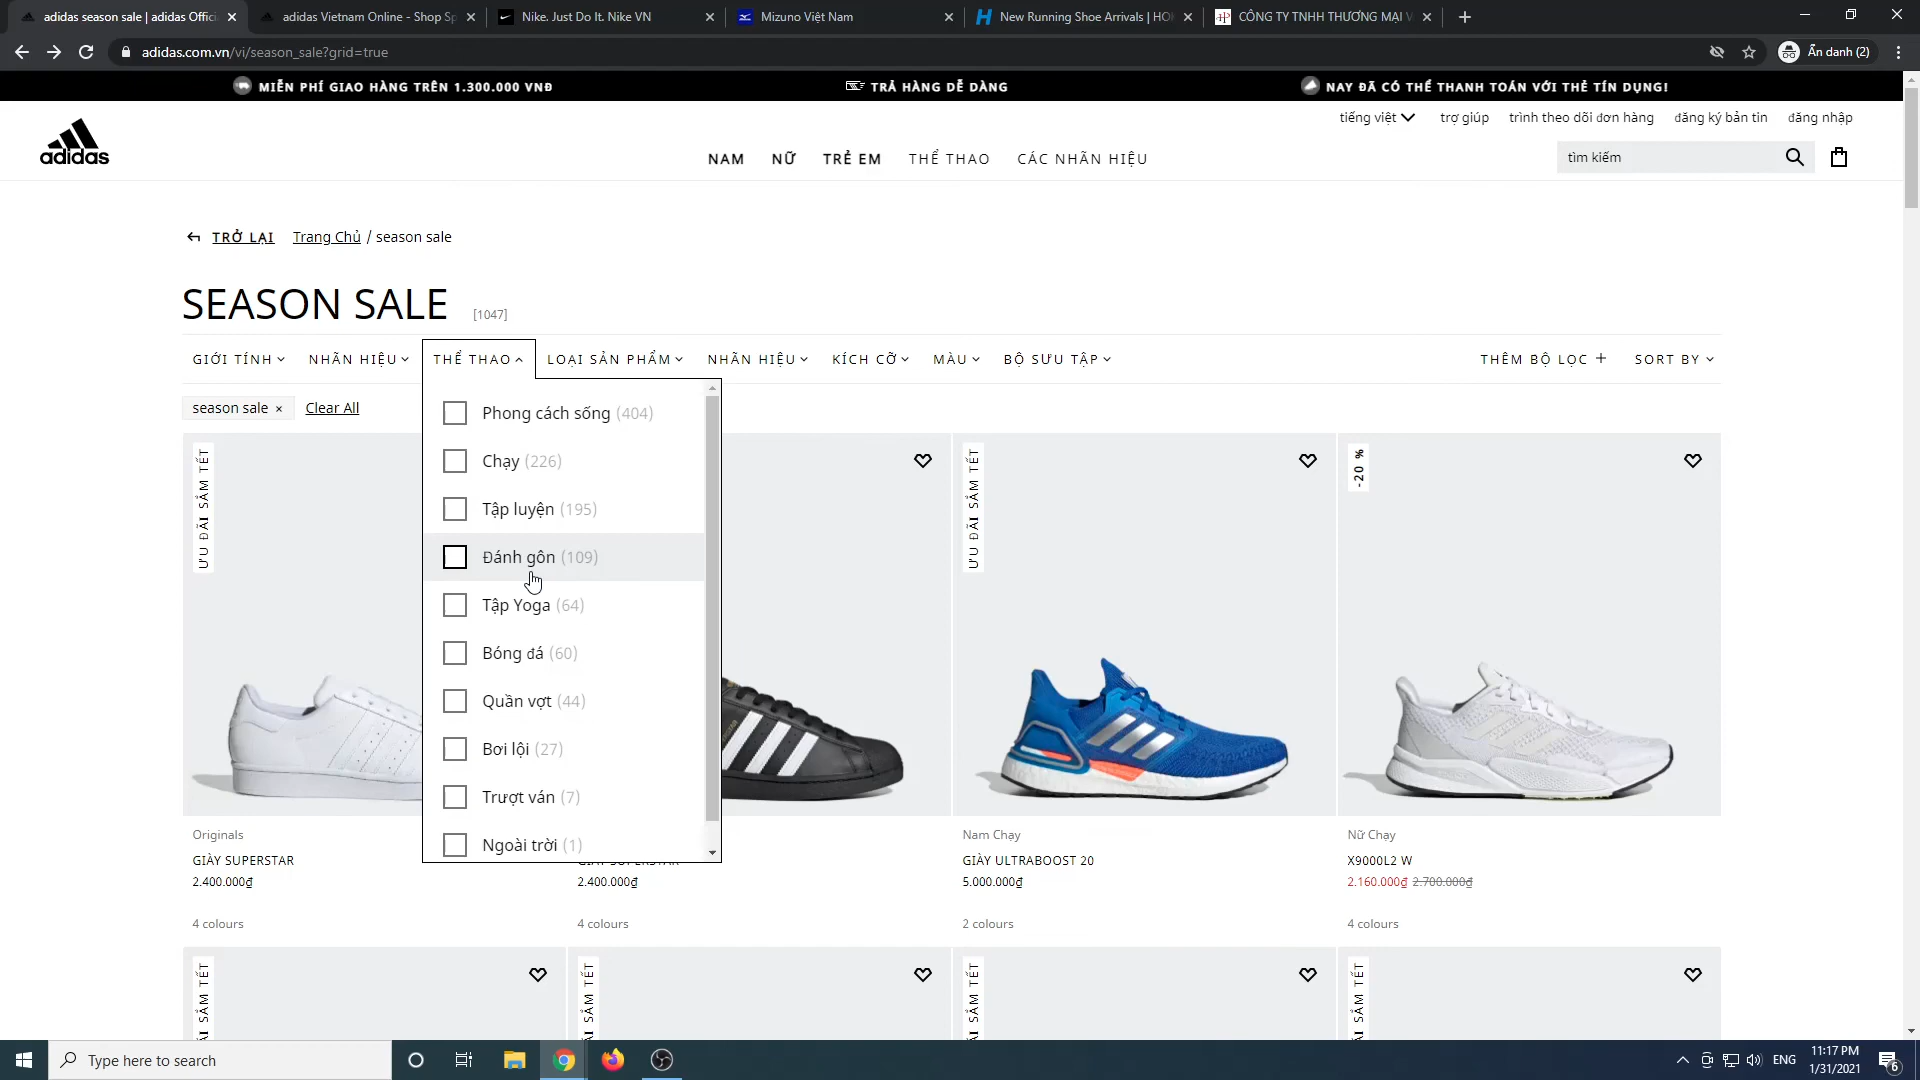 adidas season sale | adidas Offici
adidas Vietnam Online - Shop Sp
Nike. Just Do It. Nike VN
Mizuno Việt Nam
New Running Shoe Arrivals | HO
CÔNG TY TNHH THƯƠNG MẠI V
adidas.com.vn/vi/season_sale?grid=true
Ẩn danh (2)
MIỄN PHÍ GIAO HÀNG TRÊN 1.300.000 VNĐ
TRẢ HÀNG DỄ DÀNG
NAY ĐÃ CÓ THỂ THANH TOÁN VỚI THẺ TÍN DỤNG!
tiếng việt
trợ giúp
trình theo dõi đơn hàng
đăng ký bản tin
đăng nhập
adidas
NAM
NỮ
TRẺ EM
THỂ THAO
CÁC NHÃN HIỆU
tìm kiếm
TRỞ LẠI
Trang Chủ / season sale
SEASON SALE [1047]
GIỚI TÍNH
NHÃN HIỆU
THỂ THAO
LOẠI SẢN PHẨM
NHÃN HIỆU
KÍCH CỠ
MÀU
BỘ SƯU TẬP
THÊM BỘ LỌC +
SORT BY
season sale ×
Clear All
Phong cách sống (404)
Chạy (226)
Tập luyện (195)
Đánh gôn (109)
Tập Yoga (64)
Bóng đá (60)
Quần vợt (44)
Bơi lội (27)
Trượt ván (7)
Ngoài trời (1)
ƯU ĐÃI SẮM TẾT
ƯU ĐÃI SẮM TẾT
-20 %
Originals
GIÀY SUPERSTAR
2.400.000₫
4 colours
2.400.000₫
4 colours
Nam Chạy
GIÀY ULTRABOOST 20
5.000.000₫
2 colours
Nữ Chạy
X9000L2 W
2.160.000₫ 2.700.000₫
4 colours
ÃI SẮM TẾT
ÃI SẮM TẾT
ÃI SẮM TẾT
ÃI SẮM TẾT
Type here to search
ENG
11:17 PM
1/31/2021
6